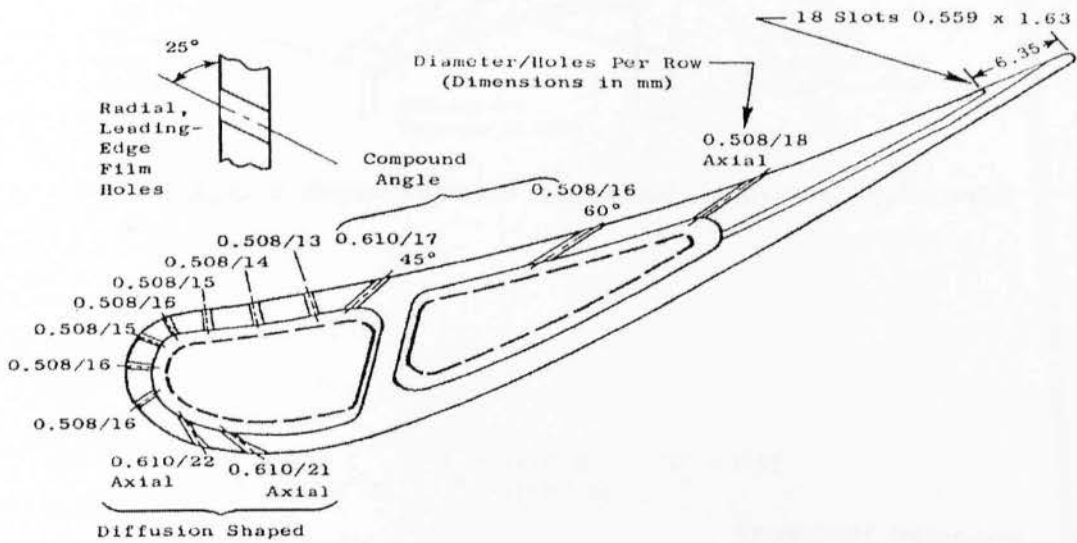 18 Slots 0.559 x 1.63
6.35
25°
Diameter/Holes Per Row
(Dimensions in mm)
Radial,
Leading-
Edge
Film
Holes
0.508/18
Axial
Compound
Angle
0.508/16
60°
0.508/13
0.610/17
45°
0.508/14
0.508/15
0.508/16
0.508/15
0.508/16
0.508/16
0.610/22
Axial
0.610/21
Axial
Diffusion Shaped